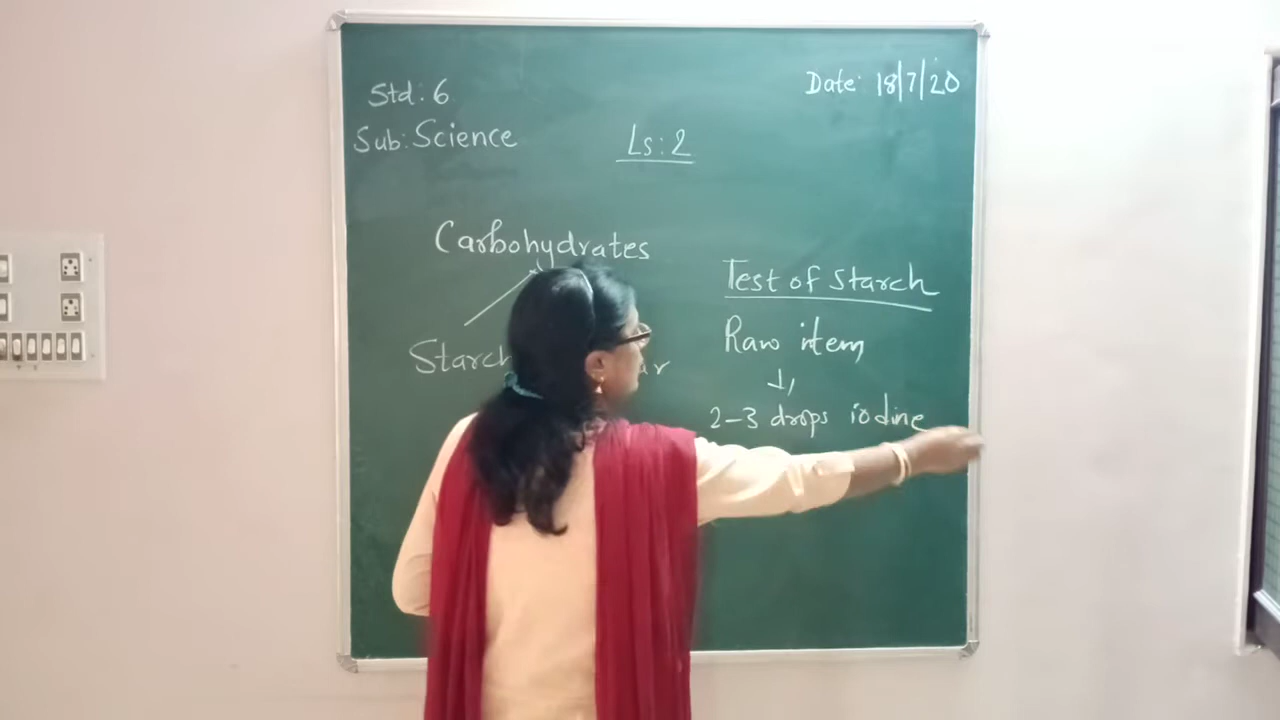 Std: 6
Date: 18/7/20
Sub: Science
Ls: 2
Carbohydrates
Test of starch
Raw item
Starch
2-3 drops iodine